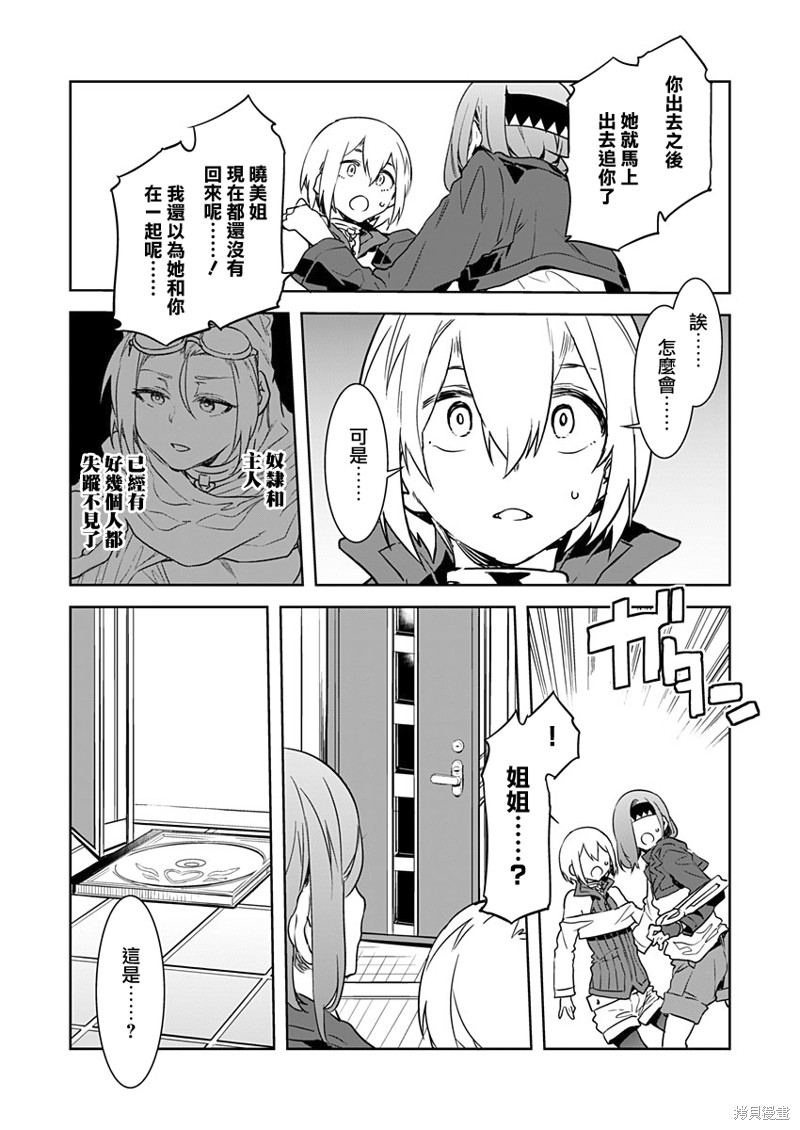 你出去之後
她就馬上
出去追你了
曉美姐
現在都還沒有
回來呢……！
我還以為她和你
在一起呢……
誒……
怎麼會……
可是……
奴隸和
主人
已經有
好幾個人都
失蹤不見了
ガタン
！
姐姐……？
這是……？
拷貝漫畫